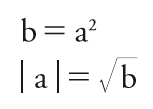 b = a²
| a | = √b